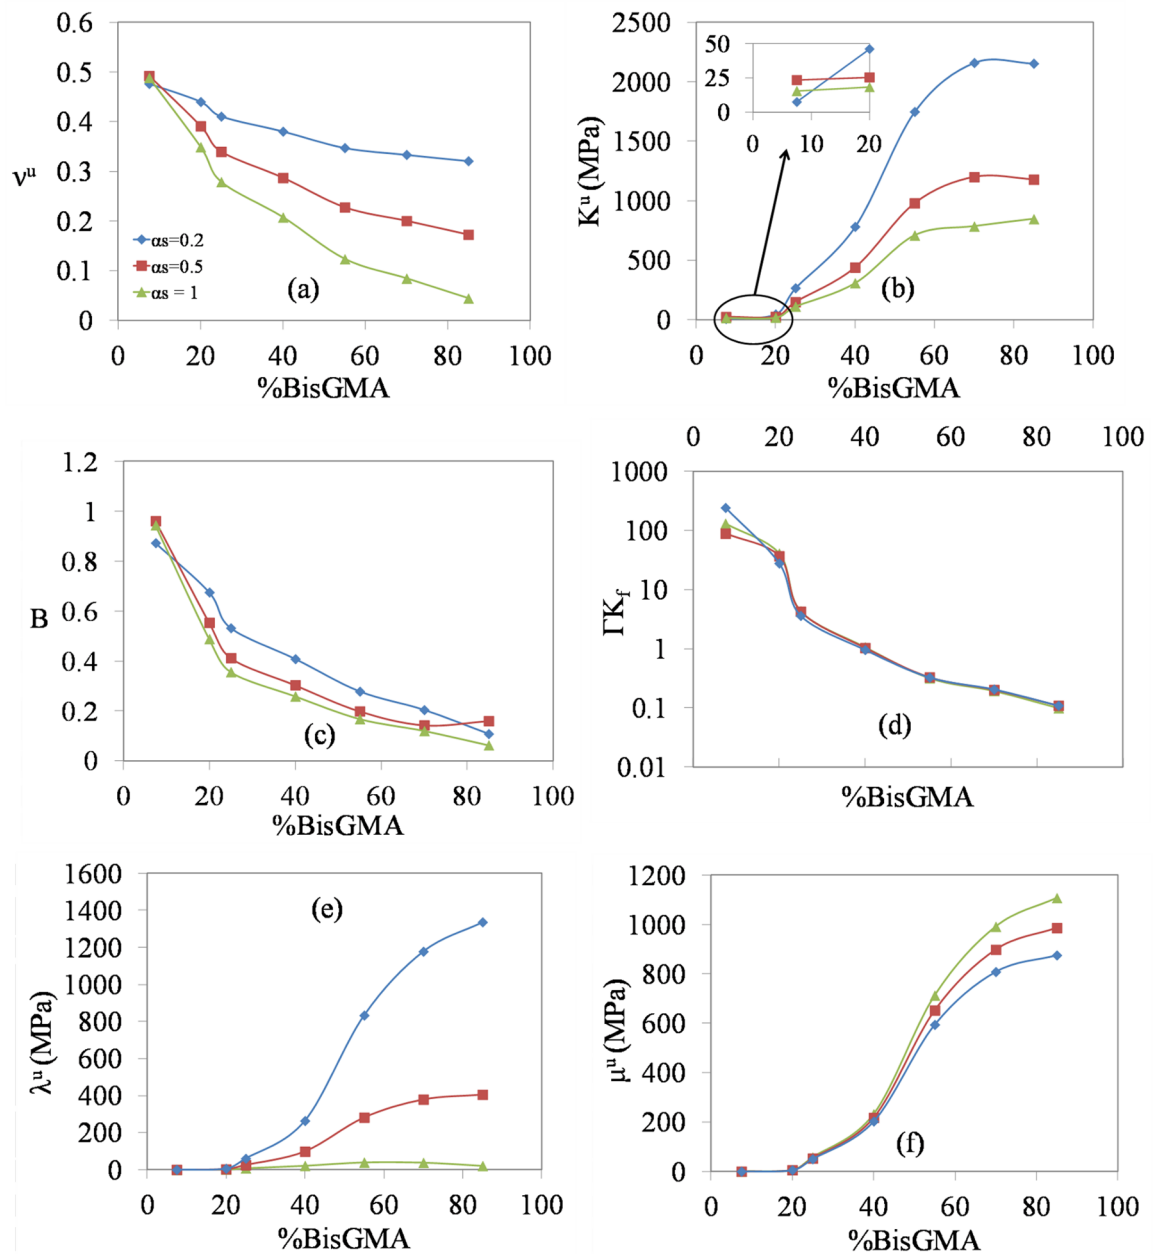 0.6
0.5
0.4
0.3
0.2
0.1
0
νᵘ
αs=0.2
αs=0.5
αs = 1
(a)
0 20 40 60 80 100
%BisGMA
2500
2000
1500
1000
500
0
Kᵘ (MPa)
50
25
0
0 10 20
(b)
0 20 40 60 80 100
%BisGMA
1.2
1
0.8
0.6
0.4
0.2
0
B
(c)
0 20 40 60 80 100
%BisGMA
0 20 40 60 80 100
1000
100
10
1
0.1
0.01
ΓK_f
(d)
%BisGMA
1600
1400
1200
1000
800
600
400
200
0
λᵘ (MPa)
(e)
0 20 40 60 80 100
%BisGMA
1200
1000
800
600
400
200
0
μᵘ (MPa)
(f)
0 20 40 60 80 100
%BisGMA